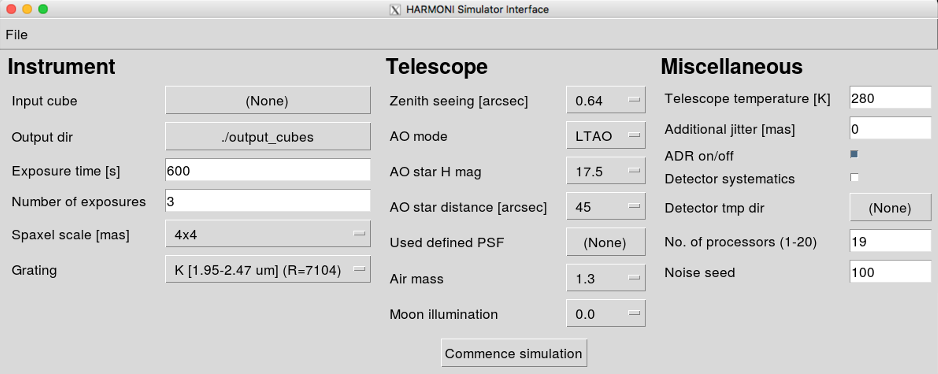 HARMONI Simulator Interface
File
Instrument
Input cube (None)
Output dir ./output_cubes
Exposure time [s] 600
Number of exposures 3
Spaxel scale [mas] 4x4
Grating K [1.95-2.47 um] (R=7104)
Telescope
Zenith seeing [arcsec] 0.64
AO mode LTAO
AO star H mag 17.5
AO star distance [arcsec] 45
Used defined PSF (None)
Air mass 1.3
Moon illumination 0.0
Miscellaneous
Telescope temperature [K] 280
Additional jitter [mas] 0
ADR on/off
Detector systematics
Detector tmp dir (None)
No. of processors (1-20) 19
Noise seed 100
Commence simulation